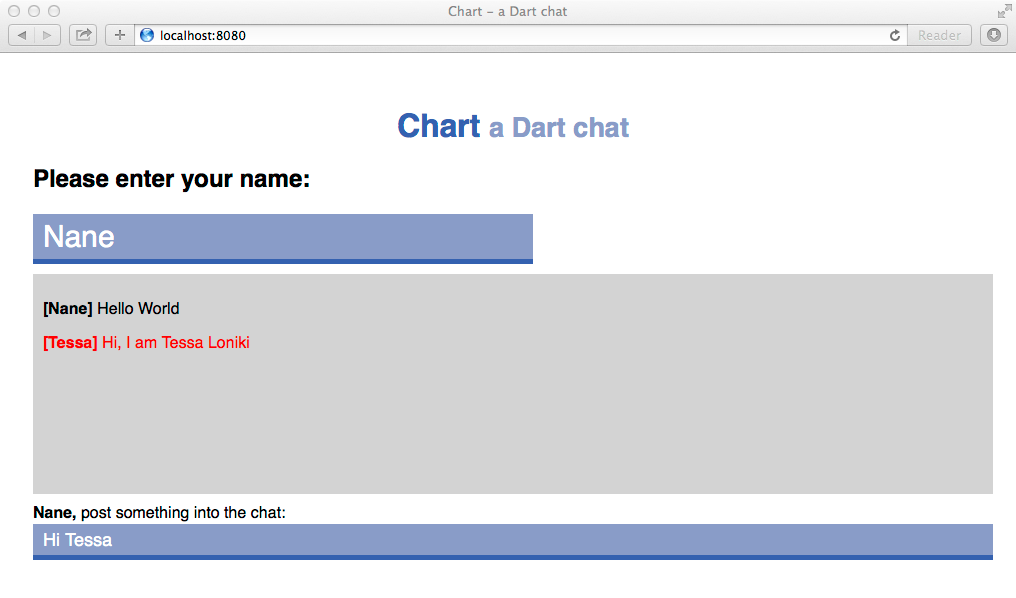 Chart – a Dart chat
localhost:8080
Reader
Chart a Dart chat
Please enter your name:
Nane
[Nane] Hello World
[Tessa] Hi, I am Tessa Loniki
Nane, post something into the chat:
Hi Tessa